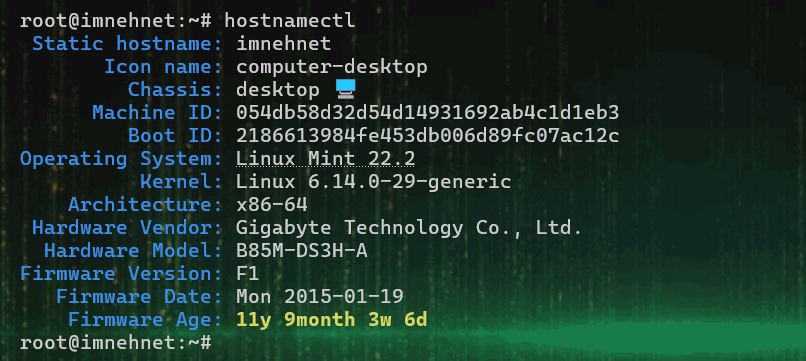 root@imnehnet:~# hostnamectl
Static hostname: imnehnet
Icon name: computer-desktop
Chassis: desktop 🖥️
Machine ID: 054db58d32d54d14931692ab4c1d1eb3
Boot ID: 2186613984fe453db006d89fc07ac12c
Operating System: Linux Mint 22.2
Kernel: Linux 6.14.0-29-generic
Architecture: x86-64
Hardware Vendor: Gigabyte Technology Co., Ltd.
Hardware Model: B85M-DS3H-A
Firmware Version: F1
Firmware Date: Mon 2015-01-19
Firmware Age: 11y 9month 3w 6d
root@imnehnet:~#